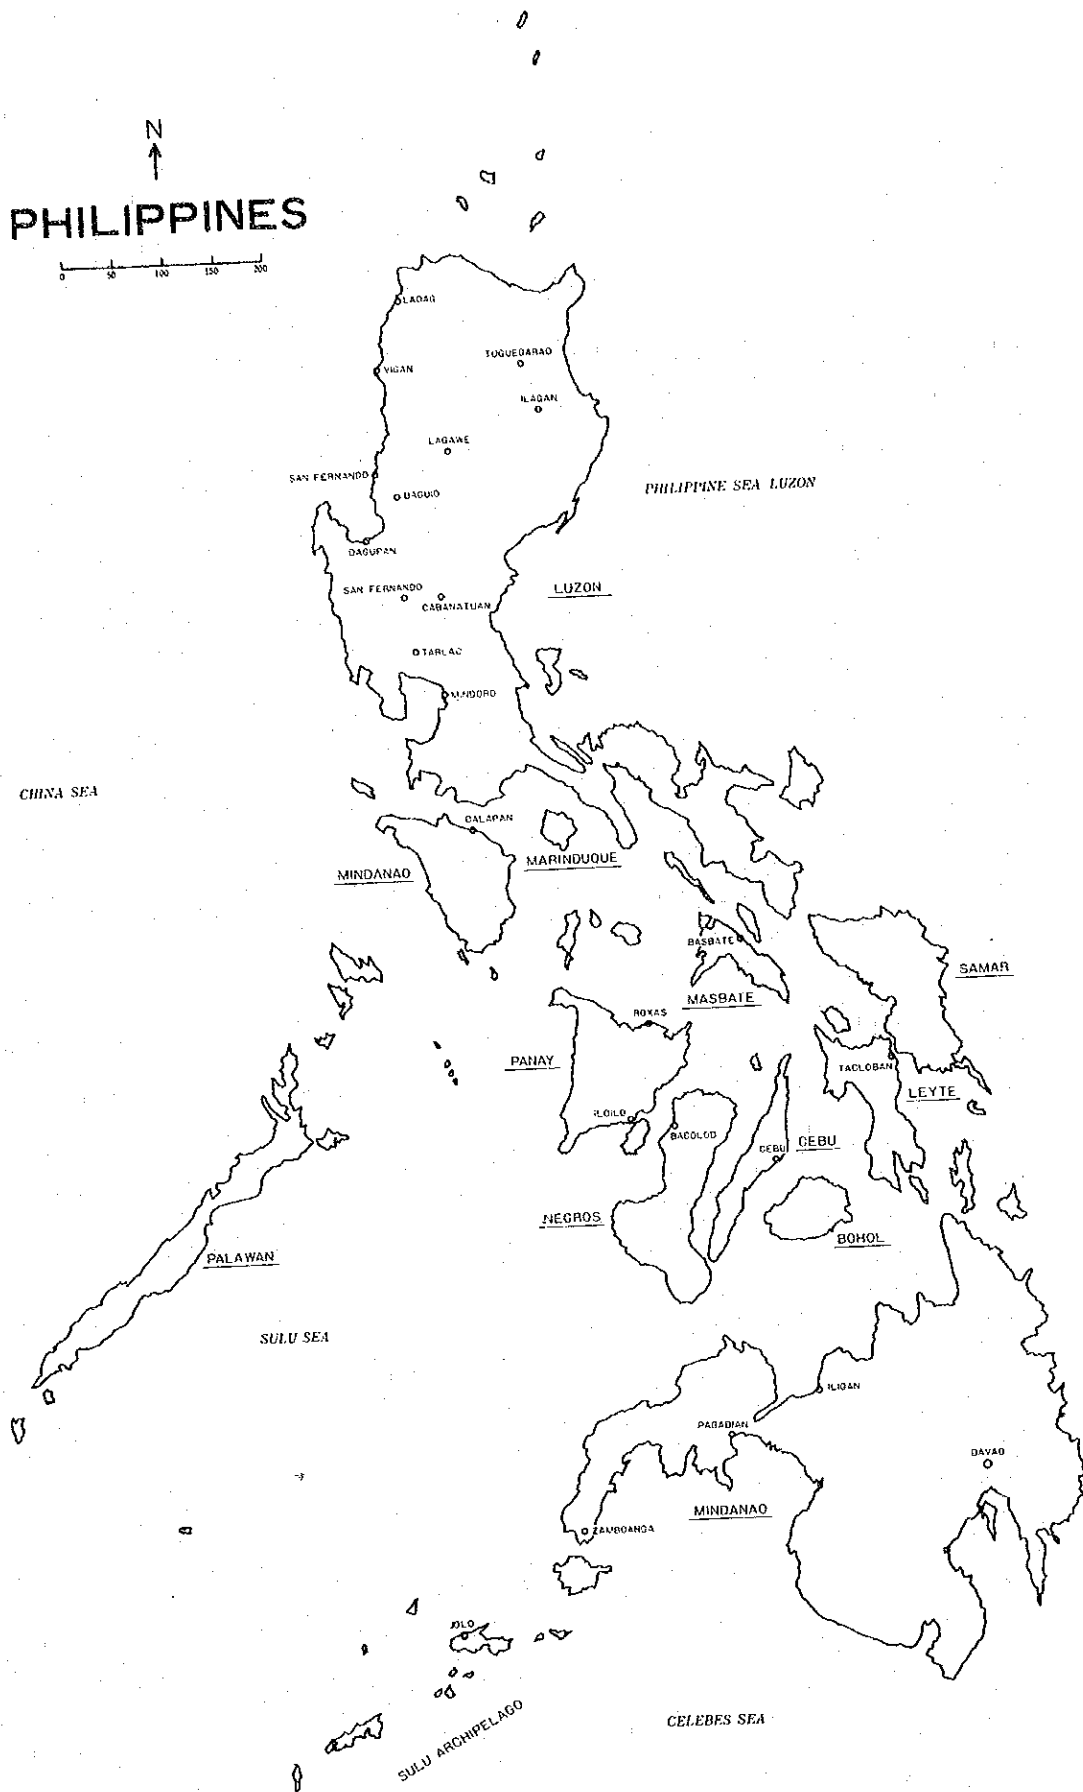 N
PHILIPPINES
0 50 100 150 200
LAOAG
TUGUEGARAO
VIGAN
ILAGAN
LAGAWE
SAN FERNANDO
BAGUIO
PHILIPPINE SEA LUZON
DAGUPAN
SAN FERNANDO
CABANATUAN
LUZON
TARLAC
MINDORO
CHINA SEA
CALAPAN
MARINDUQUE
MINDANAO
BASBATE
SAMAR
MASBATE
ROXAS
PANAY
TACLOBAN
LEYTE
ILOILO
BACOLOD
CEBU
CEBU
NEGROS
BOHOL
PALAWAN
SULU SEA
ILIGAN
PAGADIAN
DAVAO
MINDANAO
ZAMBOANGA
JOLO
SULU ARCHIPELAGO
CELEBES SEA